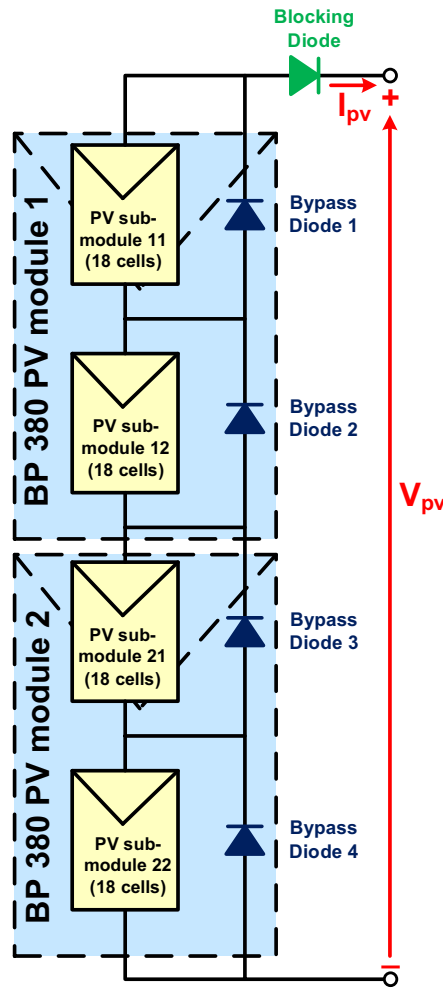 Blocking
Diode
I_pv
+
BP 380 PV module 1
PV sub-
module 11
(18 cells)
Bypass
Diode 1
PV sub-
module 12
(18 cells)
Bypass
Diode 2
V_pv
BP 380 PV module 2
PV sub-
module 21
(18 cells)
Bypass
Diode 3
PV sub-
module 22
(18 cells)
Bypass
Diode 4
−